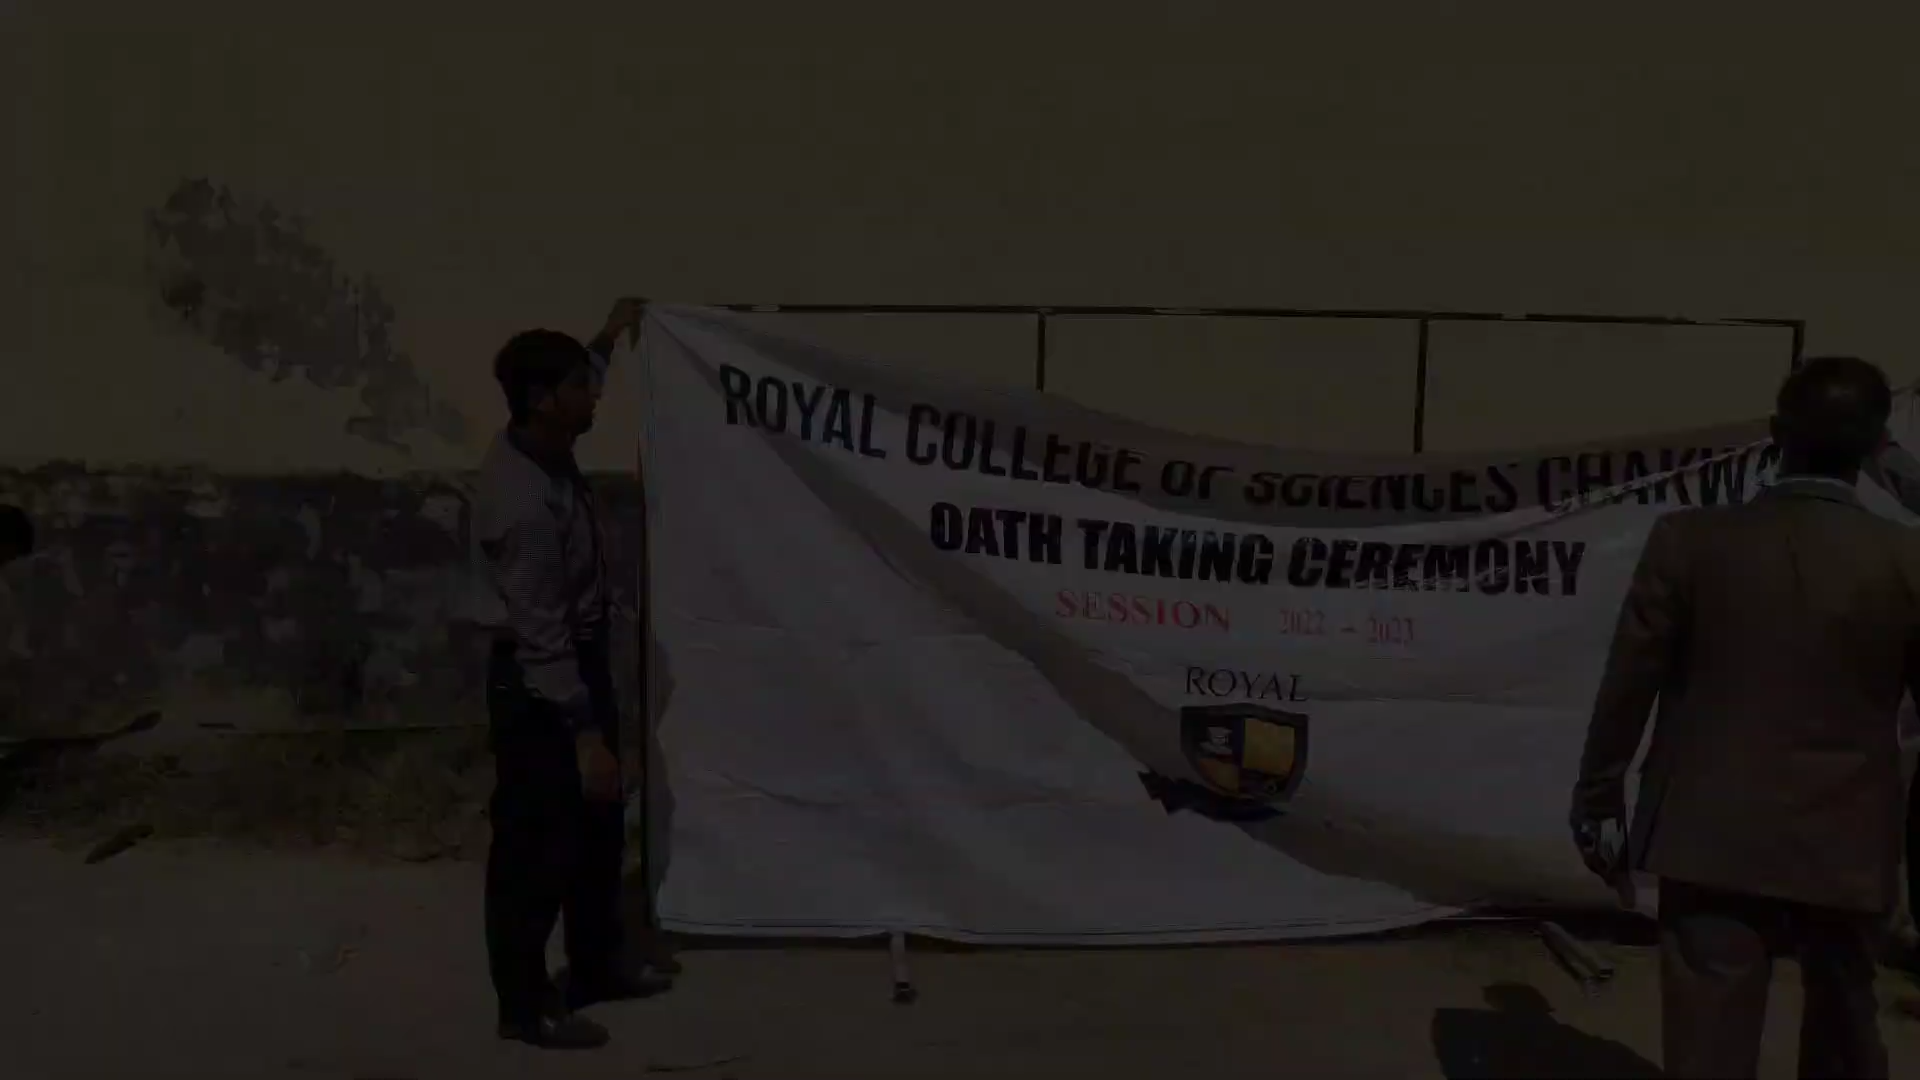 ROYAL COLLEGE OF SCIENCES
OATH TAKING CEREMONY
SESSION 2022 - 2023
ROYAL